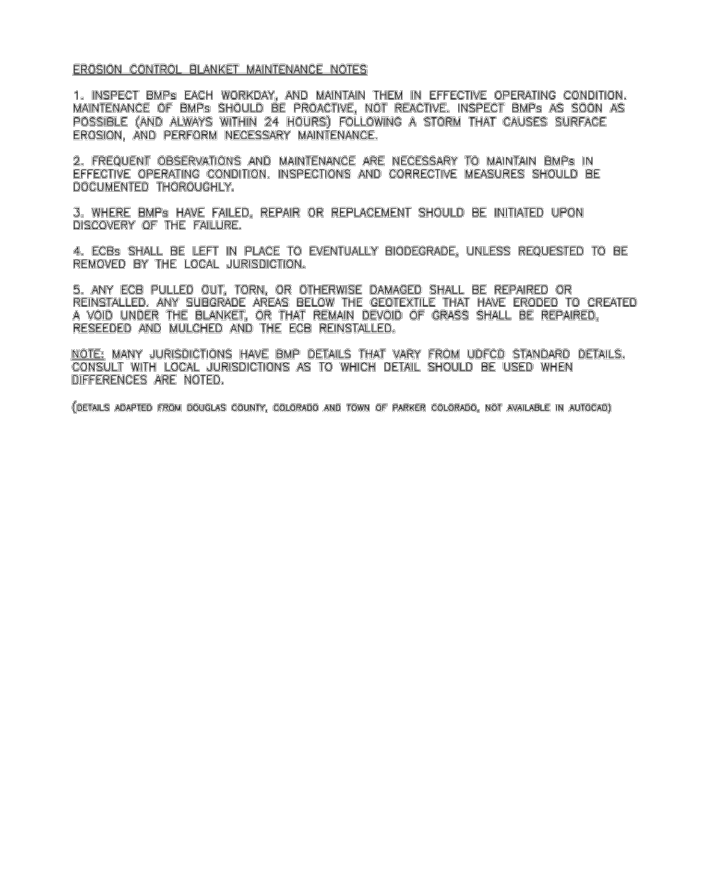 EROSION CONTROL BLANKET MAINTENANCE NOTES
1. INSPECT BMPs EACH WORKDAY, AND MAINTAIN THEM IN EFFECTIVE OPERATING CONDITION.
MAINTENANCE OF BMPs SHOULD BE PROACTIVE, NOT REACTIVE. INSPECT BMPs AS SOON AS
POSSIBLE (AND ALWAYS WITHIN 24 HOURS) FOLLOWING A STORM THAT CAUSES SURFACE
EROSION, AND PERFORM NECESSARY MAINTENANCE.
2. FREQUENT OBSERVATIONS AND MAINTENANCE ARE NECESSARY TO MAINTAIN BMPs IN
EFFECTIVE OPERATING CONDITION. INSPECTIONS AND CORRECTIVE MEASURES SHOULD BE
DOCUMENTED THOROUGHLY.
3. WHERE BMPs HAVE FAILED, REPAIR OR REPLACEMENT SHOULD BE INITIATED UPON
DISCOVERY OF THE FAILURE.
4. ECBs SHALL BE LEFT IN PLACE TO EVENTUALLY BIODEGRADE, UNLESS REQUESTED TO BE
REMOVED BY THE LOCAL JURISDICTION.
5. ANY ECB PULLED OUT, TORN, OR OTHERWISE DAMAGED SHALL BE REPAIRED OR
REINSTALLED. ANY SUBGRADE AREAS BELOW THE GEOTEXTILE THAT HAVE ERODED TO CREATED
A VOID UNDER THE BLANKET, OR THAT REMAIN DEVOID OF GRASS SHALL BE REPAIRED,
RESEEDED AND MULCHED AND THE ECB REINSTALLED.
NOTE: MANY JURISDICTIONS HAVE BMP DETAILS THAT VARY FROM UDFCD STANDARD DETAILS.
CONSULT WITH LOCAL JURISDICTIONS AS TO WHICH DETAIL SHOULD BE USED WHEN
DIFFERENCES ARE NOTED.
(DETAILS ADAPTED FROM DOUGLAS COUNTY, COLORADO AND TOWN OF PARKER COLORADO, NOT AVAILABLE IN AUTOCAD)